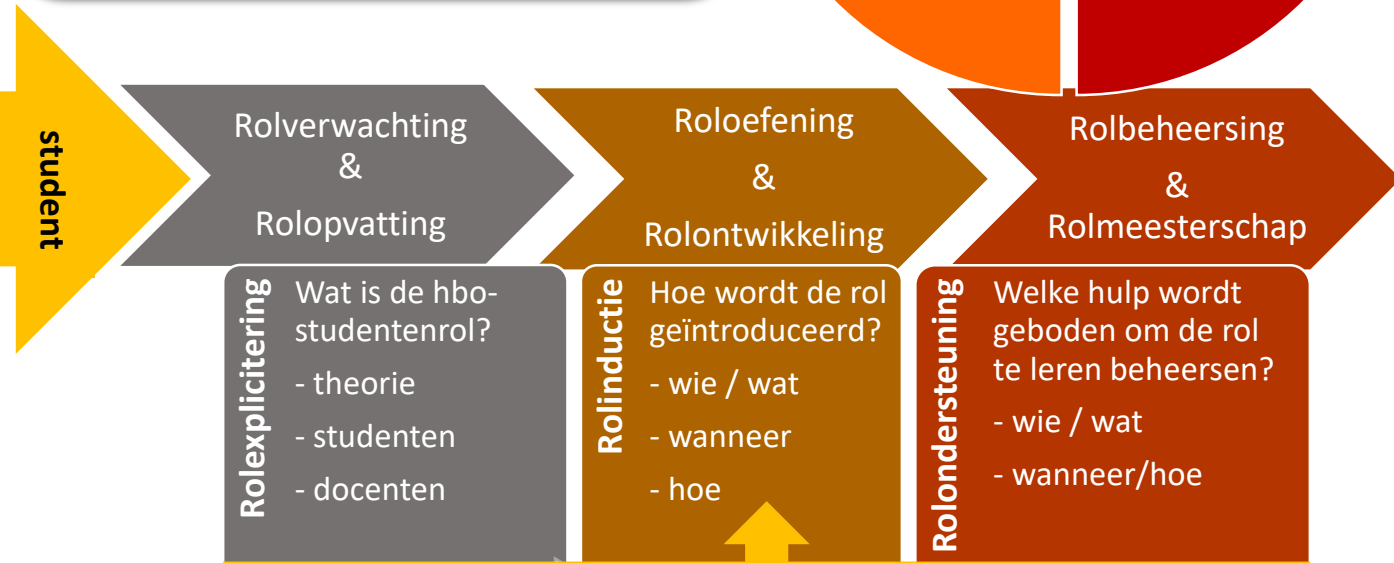 student
Rolverwachting
&
Rolopvatting
Roloefening
&
Rolontwikkeling
Rolbeheersing
&
Rolmeesterschap
Rolexplicitering
Wat is de hbo-
studentenrol?
- theorie
- studenten
- docenten
Rolinductie
Hoe wordt de rol
geïntroduceerd?
- wie / wat
- wanneer
- hoe
Rolondersteuning
Welke hulp wordt
geboden om de rol
te leren beheersen?
- wie / wat
- wanneer/hoe